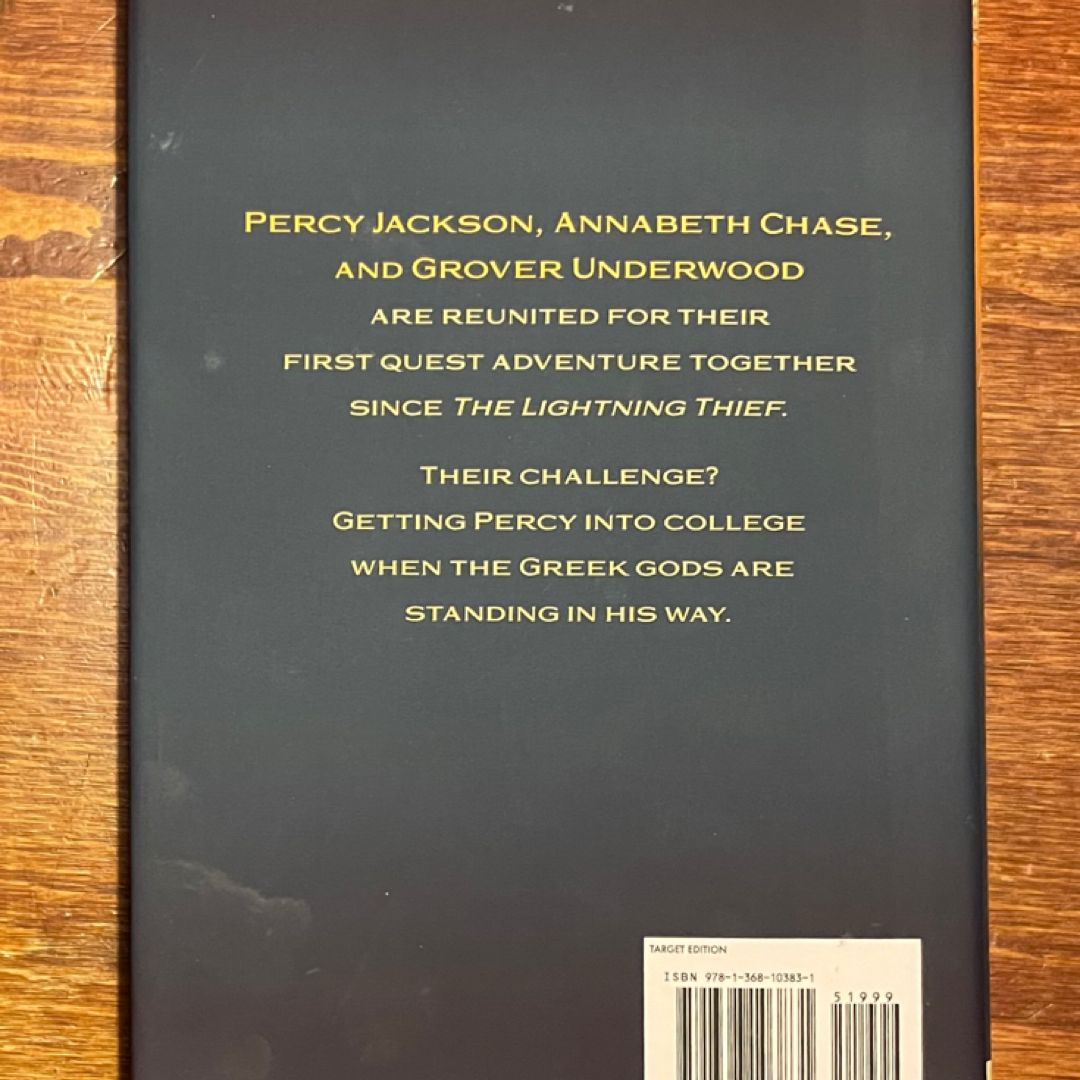 PERCY JACKSON, ANNABETH CHASE,
AND GROVER UNDERWOOD
ARE REUNITED FOR THEIR
FIRST QUEST ADVENTURE TOGETHER
SINCE THE LIGHTNING THIEF.
THEIR CHALLENGE?
GETTING PERCY INTO COLLEGE
WHEN THE GREEK GODS ARE
STANDING IN HIS WAY.
TARGET EDITION
ISBN 978-1-368-10383-1
51999